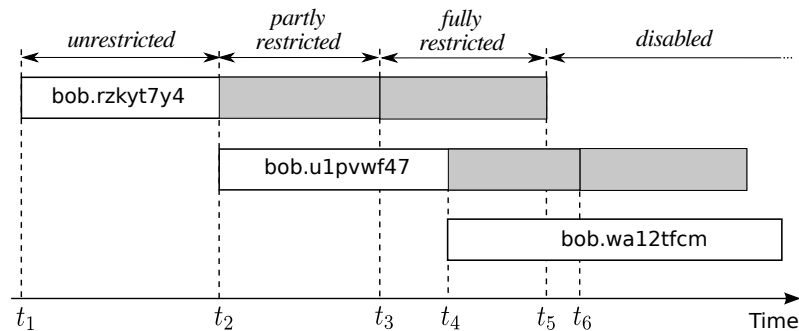 unrestricted
partly
restricted
fully
restricted
disabled
bob.rzkyt7y4
bob.u1pvwf47
bob.wa12tfcm
t1 t2 t3 t4 t5 t6 Time